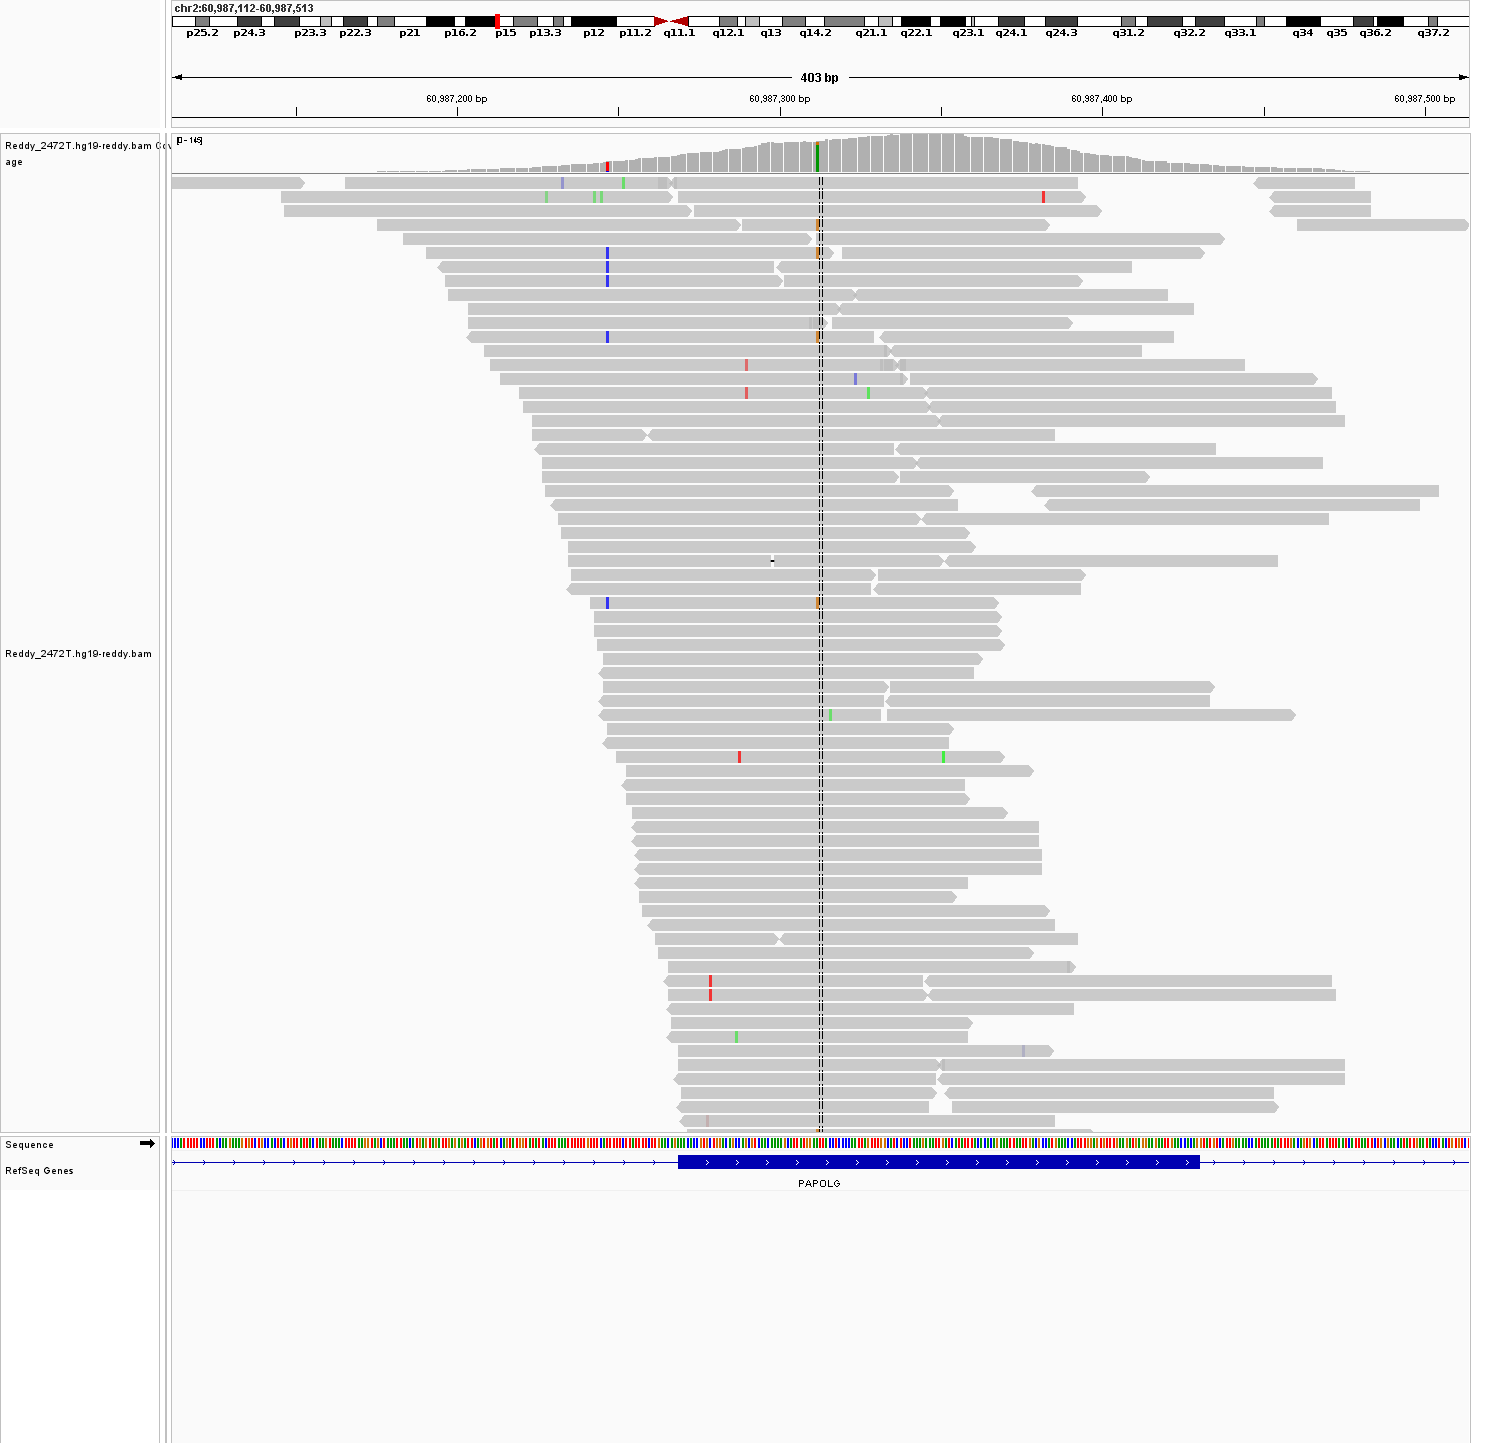 chr2:60,987,112-60,987,513
p25.2 p24.3 p23.3 p22.3 p21 p16.2 p15 p13.3 p12 p11.2 q11.1 q12.1 q13 q14.2 q21.1 q22.1 q23.1 q24.1 q24.3 q31.2 q32.2 q33.1 q34 q35 q36.2 q37.2
403 bp
60,987,200 bp 60,987,300 bp 60,987,400 bp 60,987,500 bp
[0 - 145]
Reddy_2472T.hg19-reddy.bam Cov
age
Reddy_2472T.hg19-reddy.bam
Sequence
RefSeq Genes
PAPOLG